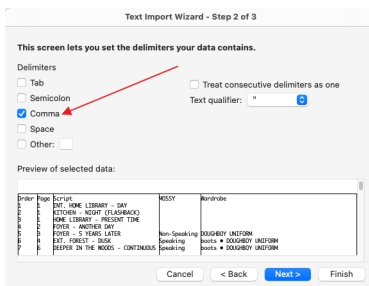 Text Import Wizard - Step 2 of 3
This screen lets you set the delimiters your data contains.
Delimiters
Tab
Semicolon
Comma
Space
Other:
Treat consecutive delimiters as one
Text qualifier: "
Preview of selected data:
Order Page Script MOSSY Wardrobe
1 1 INT. HOME LIBRARY - DAY
2 1 KITCHEN - NIGHT (FLASHBACK)
3 1 HOME LIBRARY - PRESENT TIME
4 2 FOYER - ANOTHER DAY
5 3 FOYER - 5 YEARS LATER Non-Speaking DOUGHBOY UNIFORM
6 4 EXT. FOREST - DUSK Speaking boots • DOUGHBOY UNIFORM
7 6 DEEPER IN THE WOODS - CONTINUOUS Speaking boots • DOUGHBOY UNIFORM
Cancel < Back Next > Finish